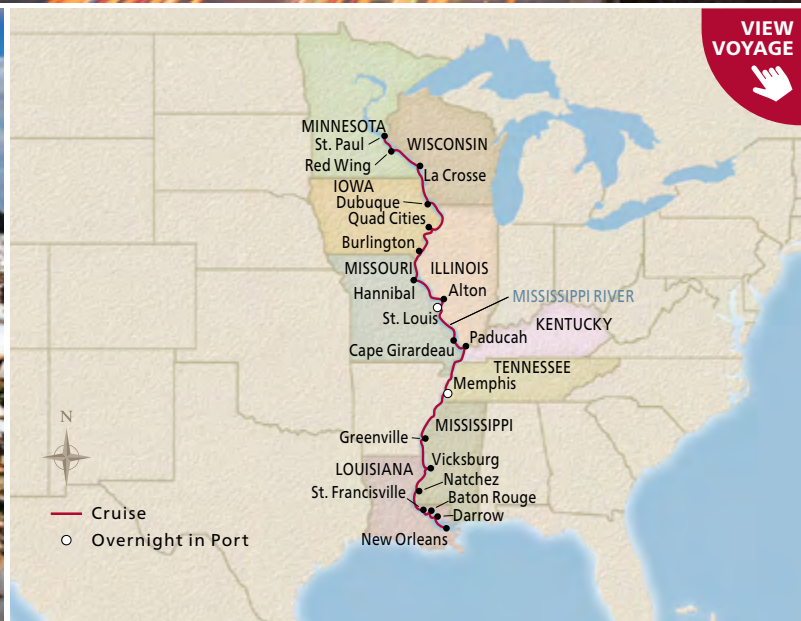 VIEW
VOYAGE
MINNESOTA
St. Paul
WISCONSIN
Red Wing
La Crosse
IOWA
Dubuque
Quad Cities
Burlington
MISSOURI
ILLINOIS
Hannibal
Alton
MISSISSIPPI RIVER
St. Louis
KENTUCKY
Paducah
Cape Girardeau
TENNESSEE
Memphis
MISSISSIPPI
Greenville
Vicksburg
LOUISIANA
Natchez
St. Francisville
Baton Rouge
Darrow
New Orleans
N
Cruise
Overnight in Port